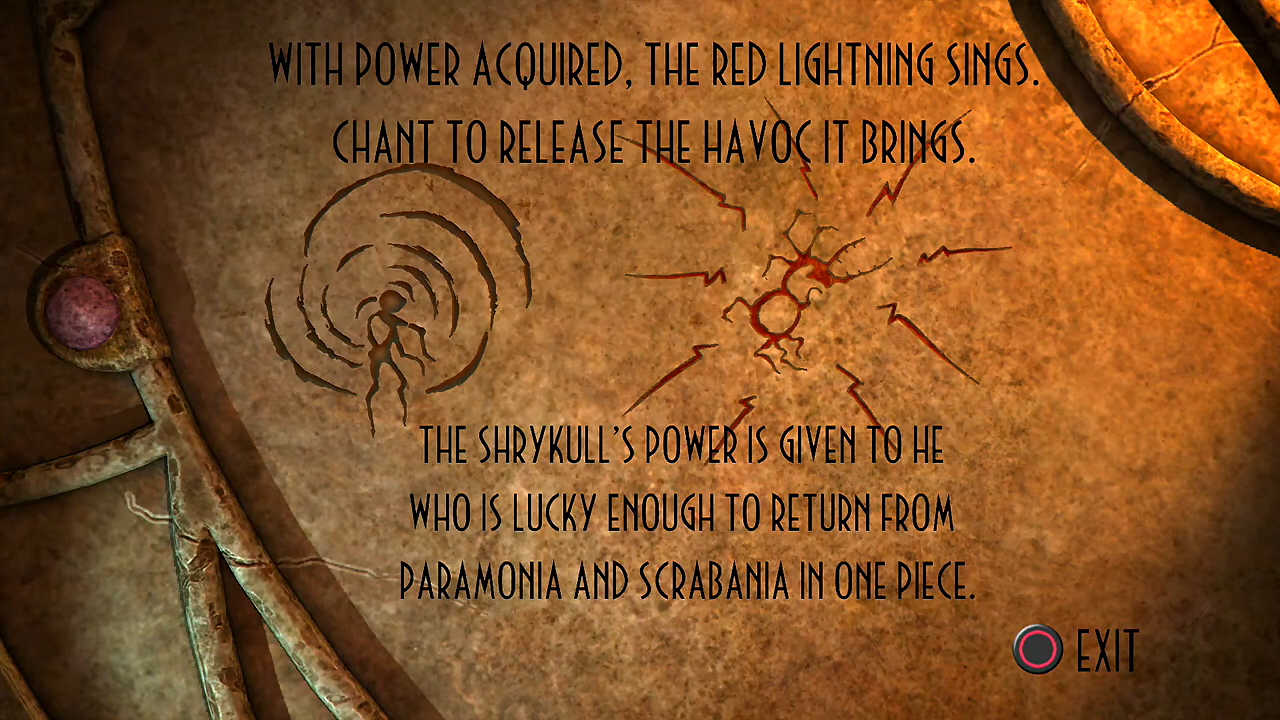 WITH POWER ACQUIRED, THE RED LIGHTNING SINGS.
CHANT TO RELEASE THE HAVOC IT BRINGS.
THE SHRYKULL'S POWER IS GIVEN TO HE
WHO IS LUCKY ENOUGH TO RETURN FROM
PARAMONIA AND SCRABANIA IN ONE PIECE.
EXIT